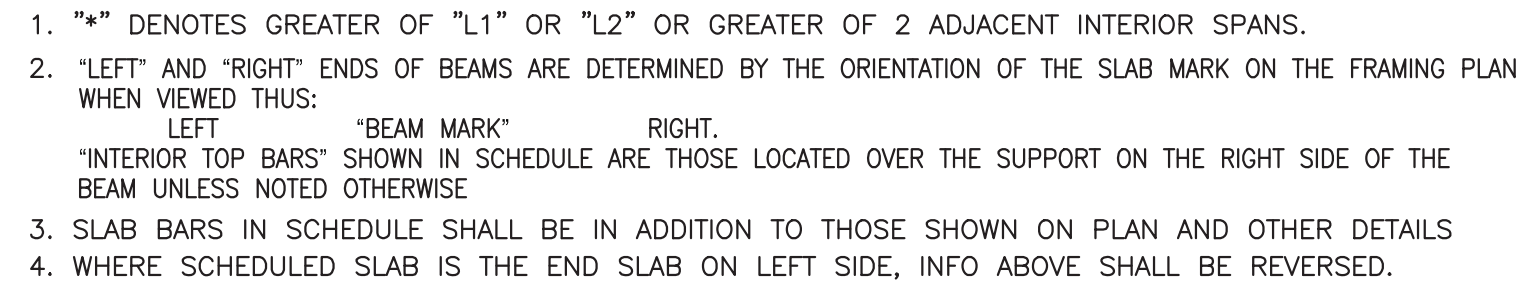 1. "*" DENOTES GREATER OF "L1" OR "L2" OR GREATER OF 2 ADJACENT INTERIOR SPANS.
2. “LEFT” AND “RIGHT” ENDS OF BEAMS ARE DETERMINED BY THE ORIENTATION OF THE SLAB MARK ON THE FRAMING PLAN
WHEN VIEWED THUS:
LEFT “BEAM MARK” RIGHT.
“INTERIOR TOP BARS” SHOWN IN SCHEDULE ARE THOSE LOCATED OVER THE SUPPORT ON THE RIGHT SIDE OF THE
BEAM UNLESS NOTED OTHERWISE
3. SLAB BARS IN SCHEDULE SHALL BE IN ADDITION TO THOSE SHOWN ON PLAN AND OTHER DETAILS
4. WHERE SCHEDULED SLAB IS THE END SLAB ON LEFT SIDE, INFO ABOVE SHALL BE REVERSED.